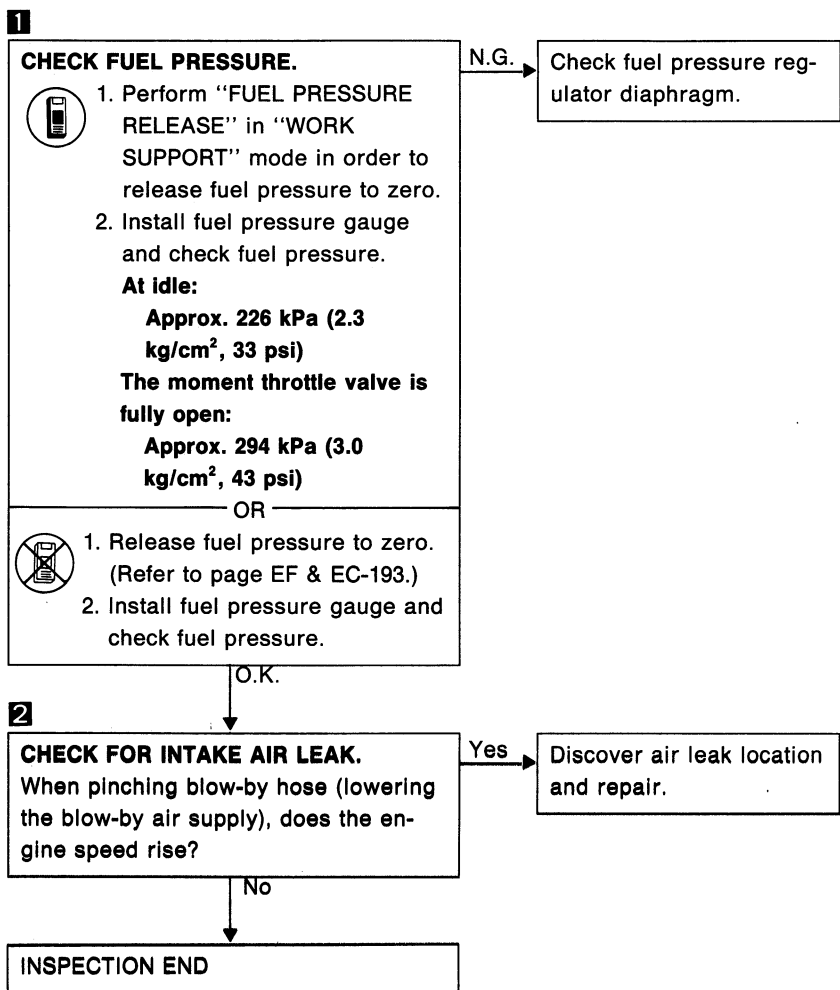 1
CHECK FUEL PRESSURE.
1. Perform ‘‘FUEL PRESSURE
RELEASE’’ in ‘‘WORK
SUPPORT’’ mode in order to
release fuel pressure to zero.
2. Install fuel pressure gauge
and check fuel pressure.
At idle:
Approx. 226 kPa (2.3
kg/cm², 33 psi)
The moment throttle valve is
fully open:
Approx. 294 kPa (3.0
kg/cm², 43 psi)
N.G.
Check fuel pressure reg-
ulator diaphragm.
OR
1. Release fuel pressure to zero.
(Refer to page EF & EC-193.)
2. Install fuel pressure gauge and
check fuel pressure.
O.K.
2
CHECK FOR INTAKE AIR LEAK.
When pinching blow-by hose (lowering
the blow-by air supply), does the en-
gine speed rise?
Yes
Discover air leak location
and repair.
No
INSPECTION END